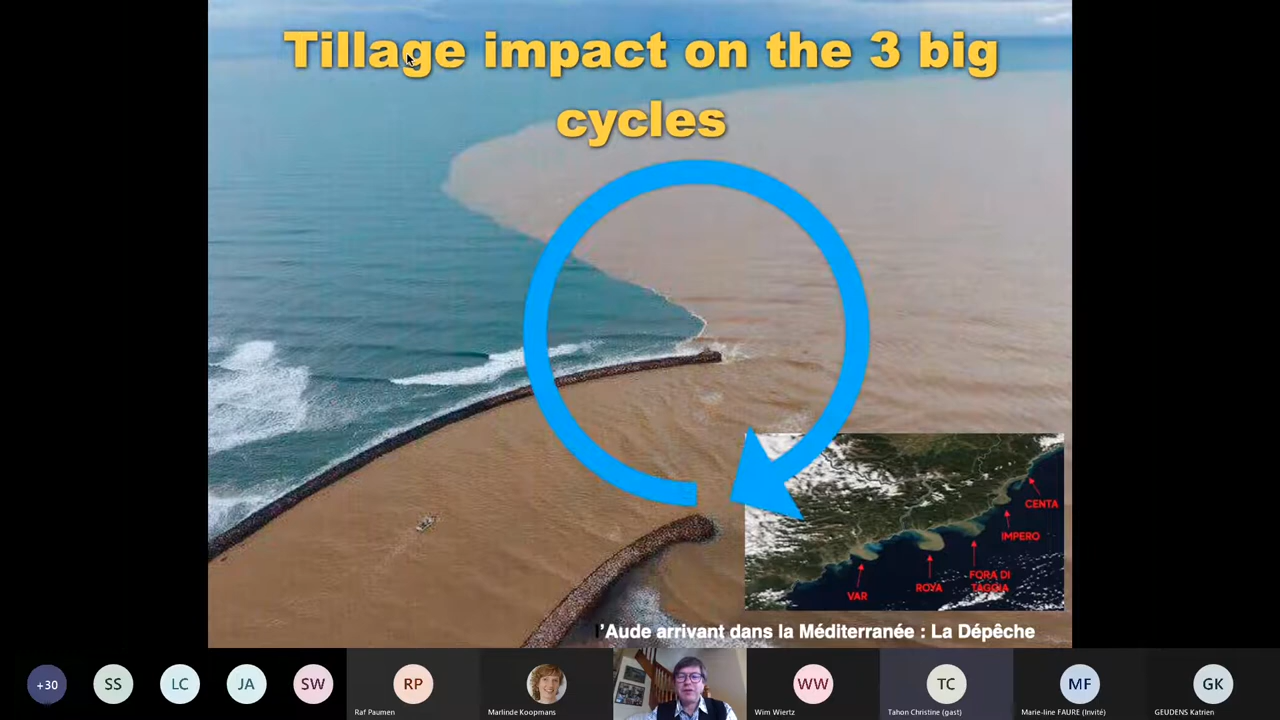 Tillage impact on the 3 big
cycles
CENTA
IMPERO
FORA DI
TAGGIA
ROYA
VAR
l'Aude arrivant dans la Méditerranée : La Dépêche
+30
SS
LC
JA
SW
RP
WW
TC
MF
GK
Raf Paumen
Marlinde Koopmans
Wim Wiertz
Tahon Christine (gast)
Marie-line FAURE (Invité)
GEUDENS Katrien